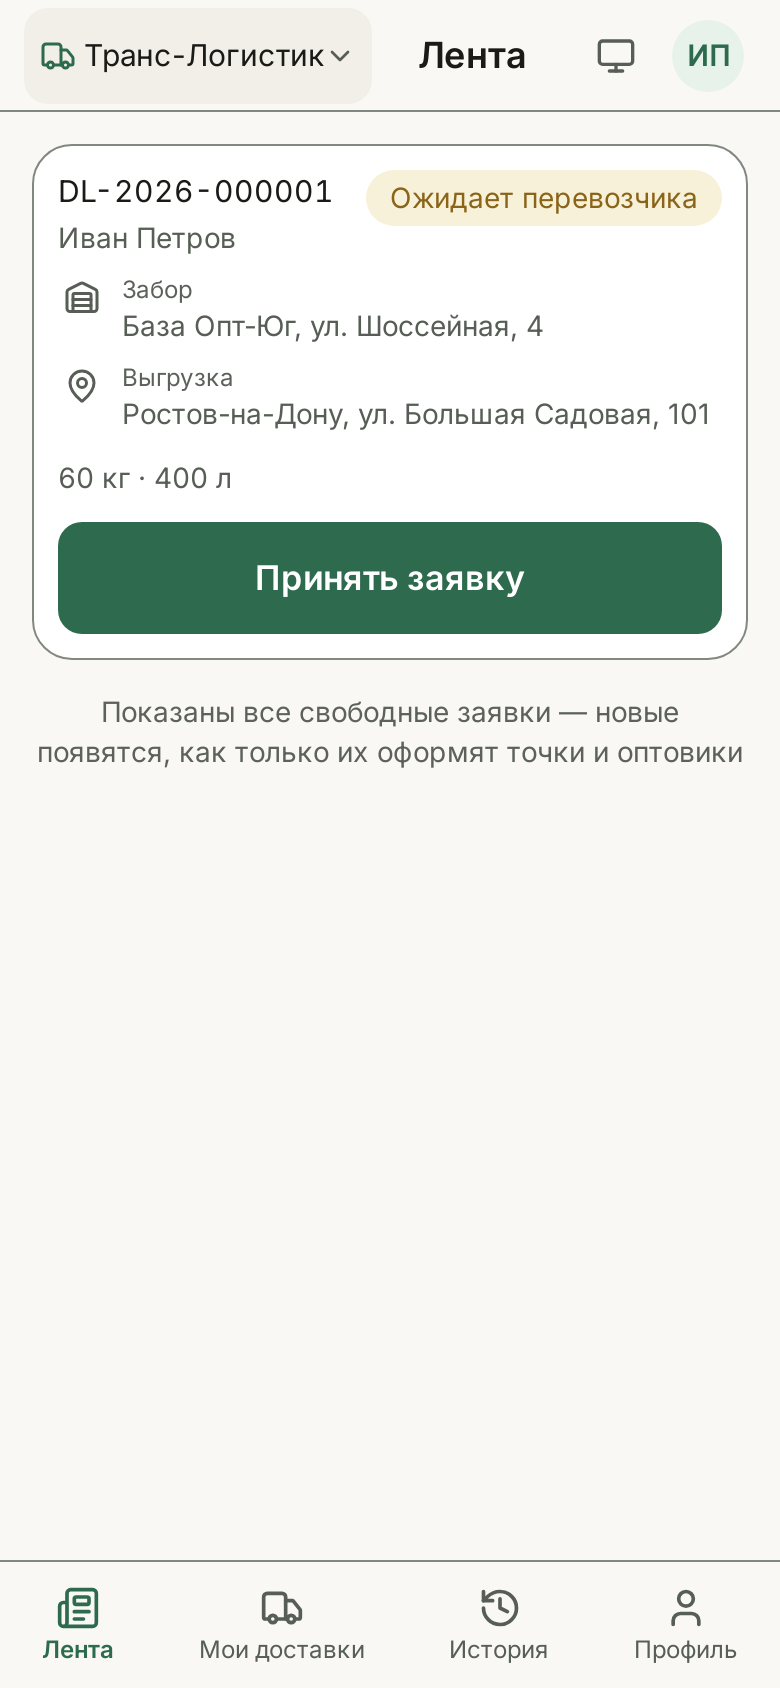 Транс-Логистик
Лента
ИП
DL-2026-000001
Ожидает перевозчика
Иван Петров
Забор
База Опт-Юг, ул. Шоссейная, 4
Выгрузка
Ростов-на-Дону, ул. Большая Садовая, 101
60 кг · 400 л
Принять заявку
Показаны все свободные заявки — новые
появятся, как только их оформят точки и оптовики
Лента
Мои доставки
История
Профиль